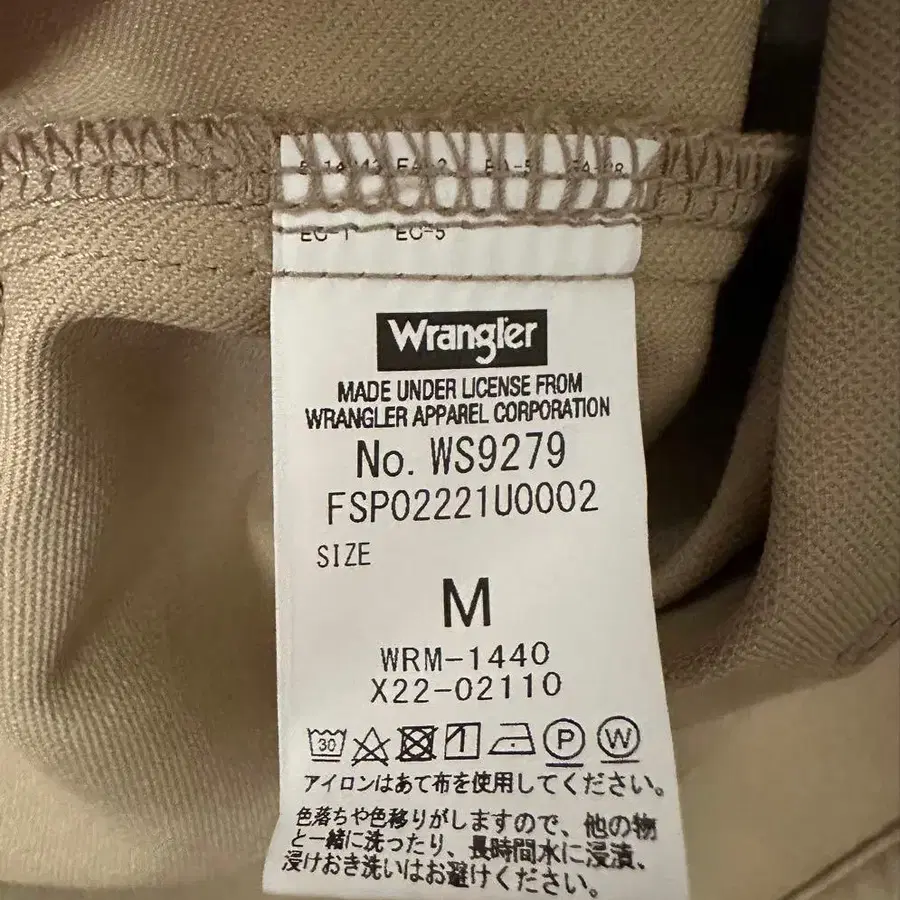 EC-1 EC-5
Wrangler
MADE UNDER LICENSE FROM
WRANGLER APPAREL CORPORATION
No. WS9279
FSP02221U0002
SIZE
M
WRM-1440
X22-02110
30 P W
アイロンはあて布を使用してください。
色落ちや色移りがしますので、他の物
と一緒に洗ったり、長時間水に浸漬、
浸けおき洗いはお避けください。